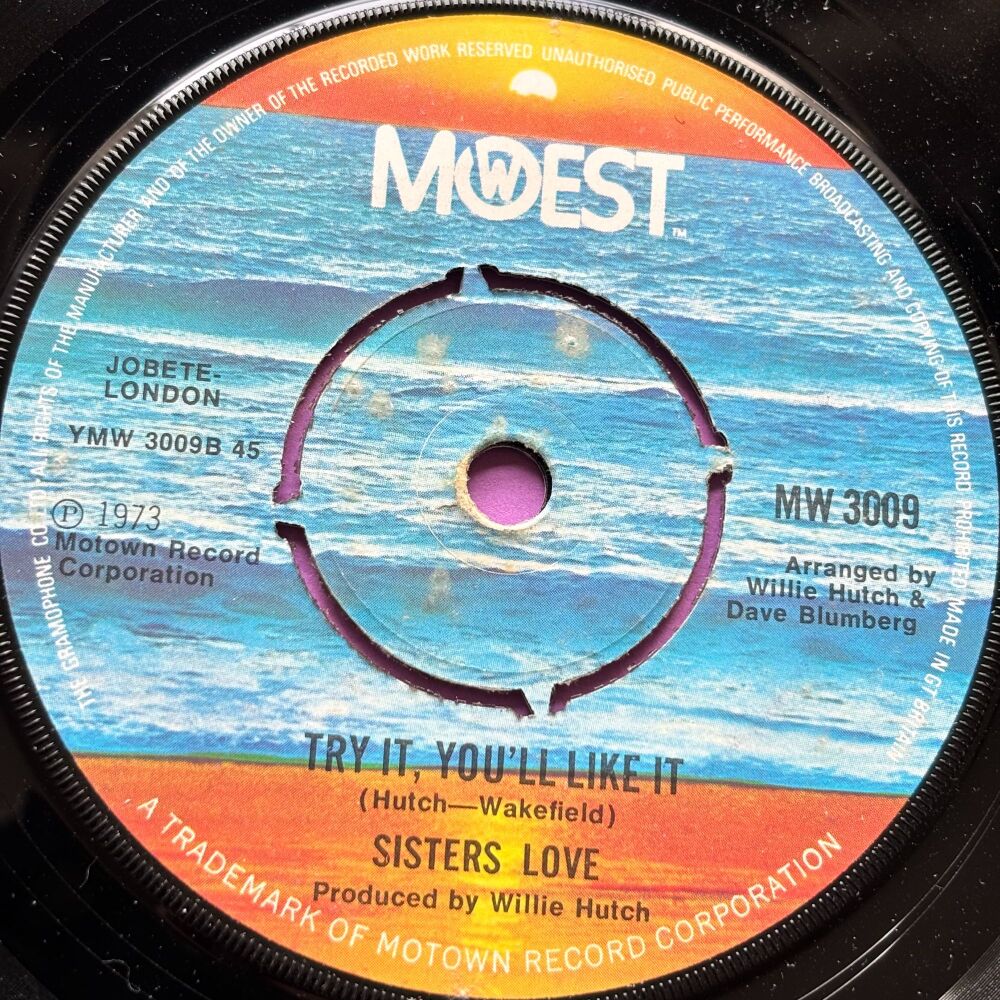 THE GRAMOPHONE CO. LTD. ALL RIGHTS OF THE MANUFACTURER AND OF THE OWNER OF THE RECORDED WORK RESERVED UNAUTHORISED PUBLIC PERFORMANCE BROADCASTING AND COPYING OF THIS RECORD PROHIBITED MADE IN GT BRITAIN
MOWEST™
JOBETE-
LONDON
YMW 3009B 45
Ⓟ 1973
Motown Record
Corporation
MW 3009
Arranged by
Willie Hutch &
Dave Blumberg
TRY IT, YOU'LL LIKE IT
(Hutch—Wakefield)
SISTERS LOVE
Produced by Willie Hutch
A TRADEMARK OF MOTOWN RECORD CORPORATION